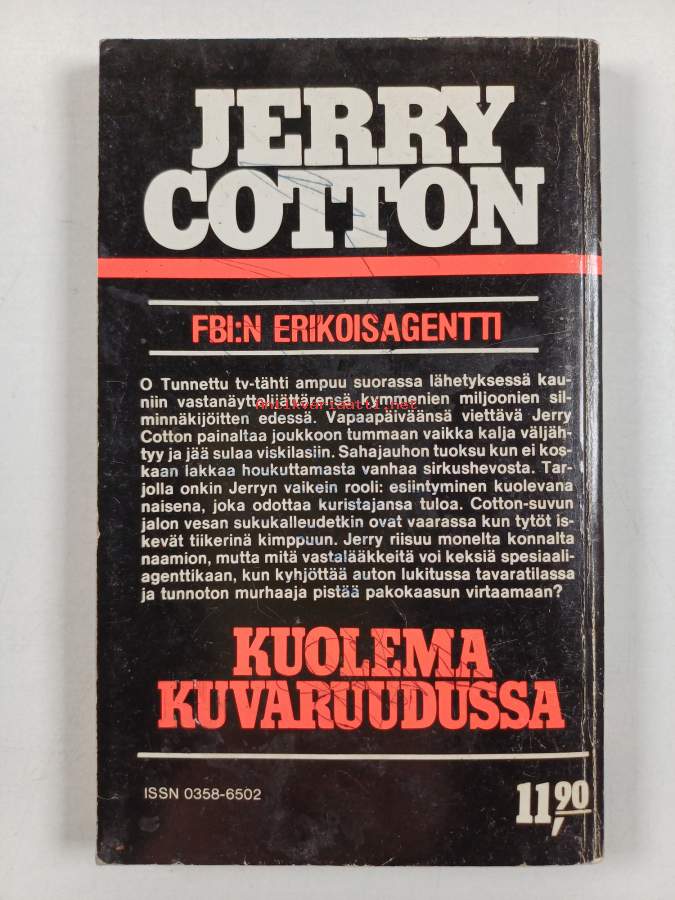 JERRY
COTTON
FBI:N ERIKOISAGENTTI
O Tunnettu tv-tähti ampuu suorassa lähetyksessä kau-
niin vastanäyttelijättärensä kymmenien miljoonien sil-
Antikvariaatti.net
minnäkijöitten edessä. Vapaapäiväänsä viettävä Jerry
Cotton painaltaa joukkoon tummaan vaikka kalja väljäh-
tyy ja jää sulaa viskilasiin. Sahajauhon tuoksu kun ei kos-
kaan lakkaa houkuttamasta vanhaa sirkushevosta. Tar-
jolla onkin Jerryn vaikein rooli: esiintyminen kuolevana
naisena, joka odottaa kuristajansa tuloa. Cotton-suvun
jalon vesan sukukalleudetkin ovat vaarassa kun tytöt is-
kevät tiikerinä kimppuun. Jerry riisuu monelta konnalta
naamion, mutta mitä vastalääkkeitä voi keksiä spesiaali-
agenttikaan, kun kyhjöttää auton lukitussa tavaratilassa
ja tunnoton murhaaja pistää pakokaasun virtaamaan?
KUOLEMA
KUVARUUDUSSA
ISSN 0358-6502
11,90